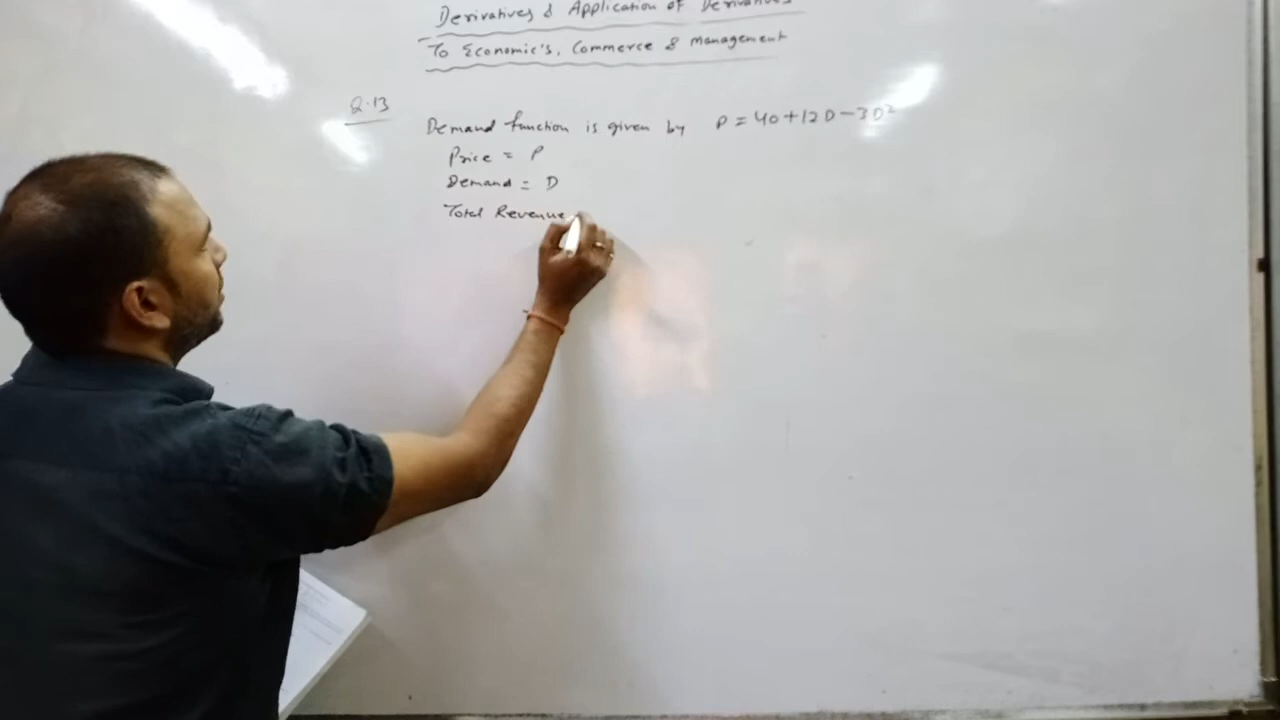 Derivatives & Application of Derivatives
To Economic's, Commerce & Management
Q.13
Demand function is given by P = 40+12D-3D²
Price = P
Demand = D
Total Revenue